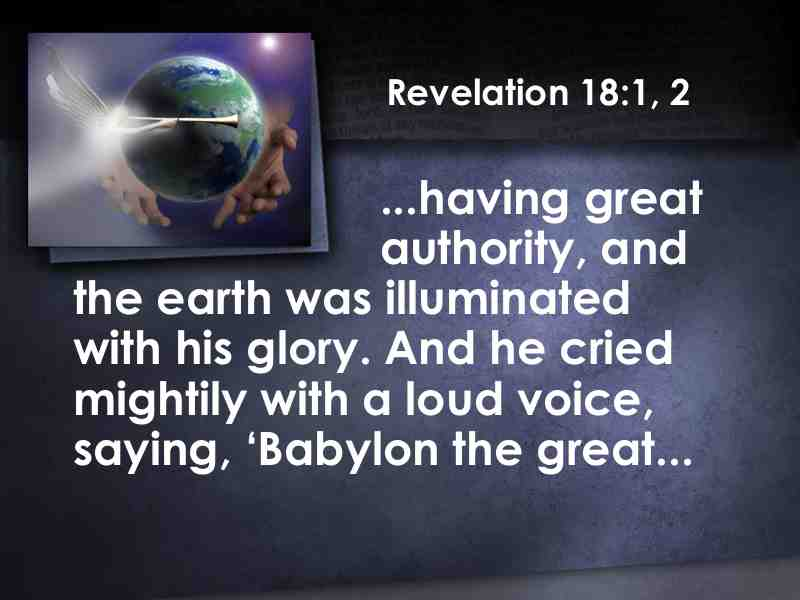 Revelation 18:1, 2
...having great
authority, and
the earth was illuminated
with his glory. And he cried
mightily with a loud voice,
saying, ‘Babylon the great...